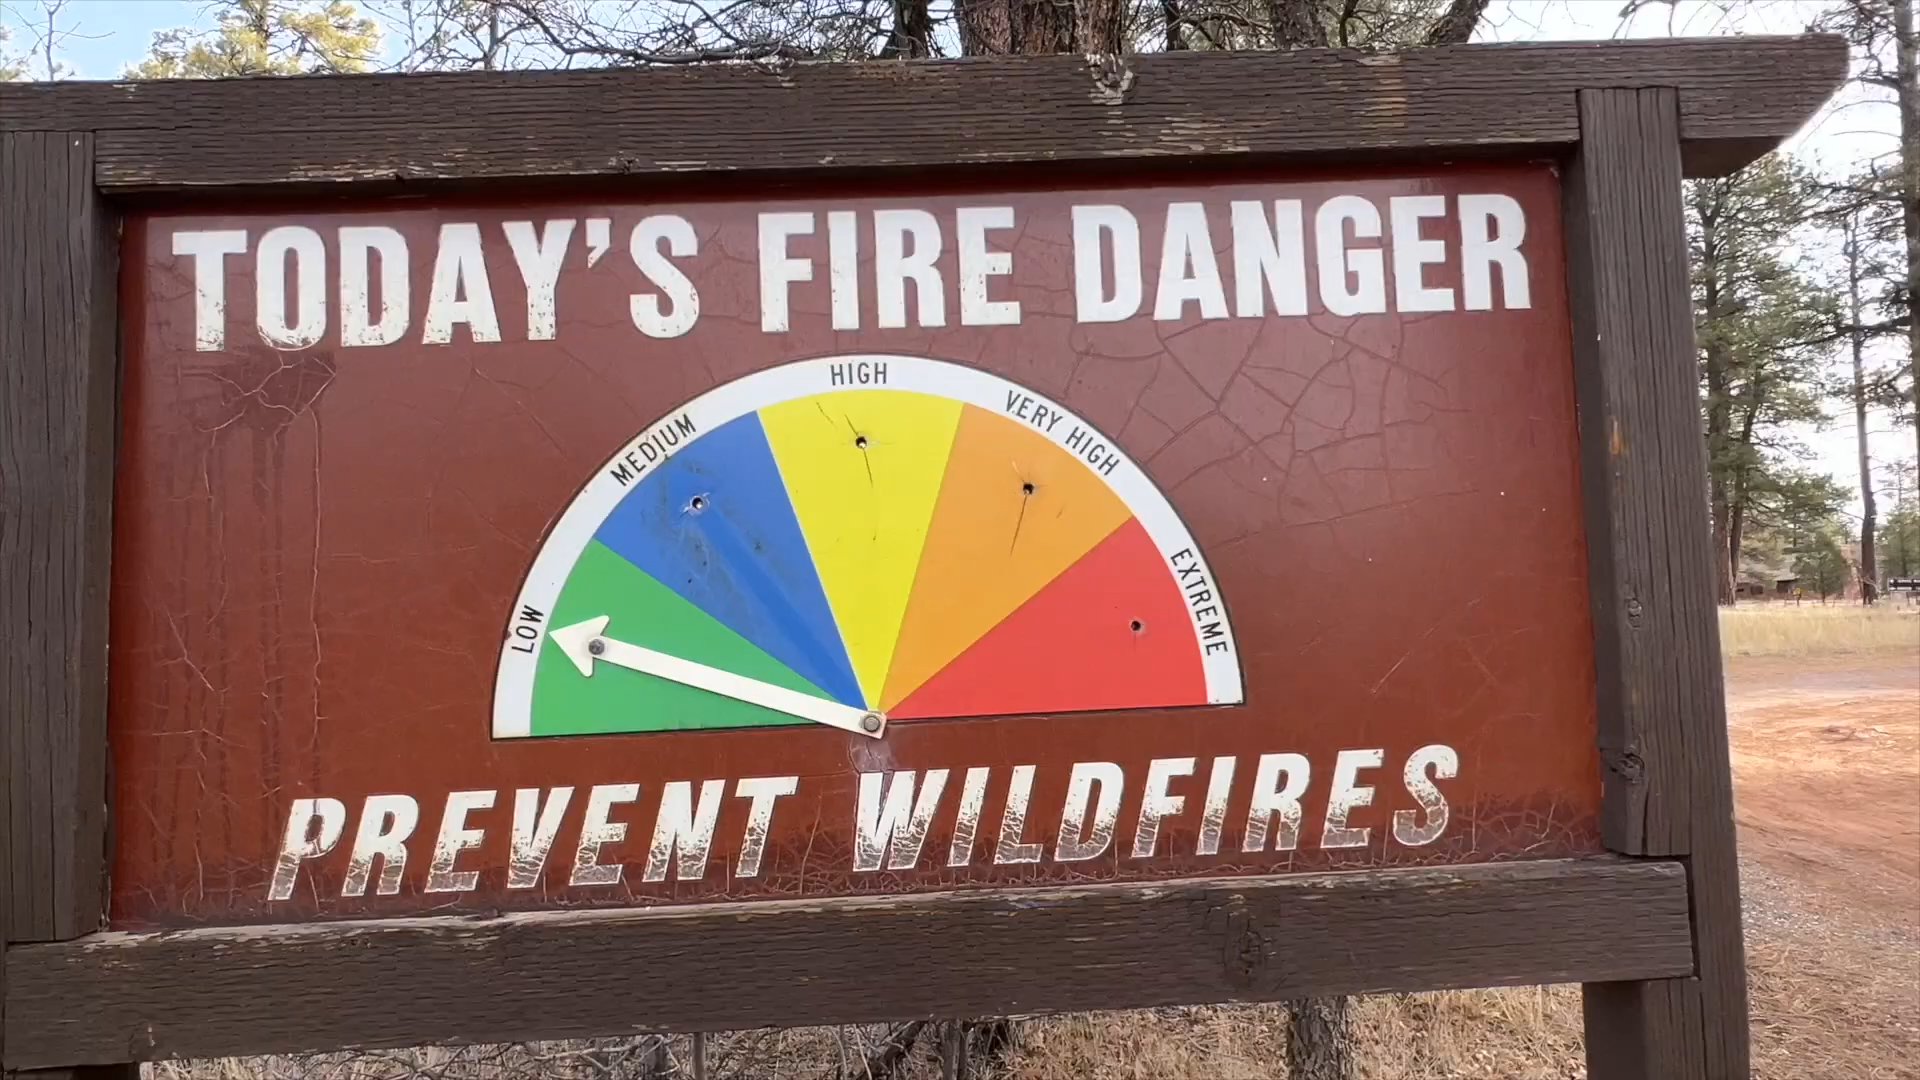 TODAY'S FIRE DANGER
LOW
MEDIUM
HIGH
VERY HIGH
EXTREME
PREVENT WILDFIRES